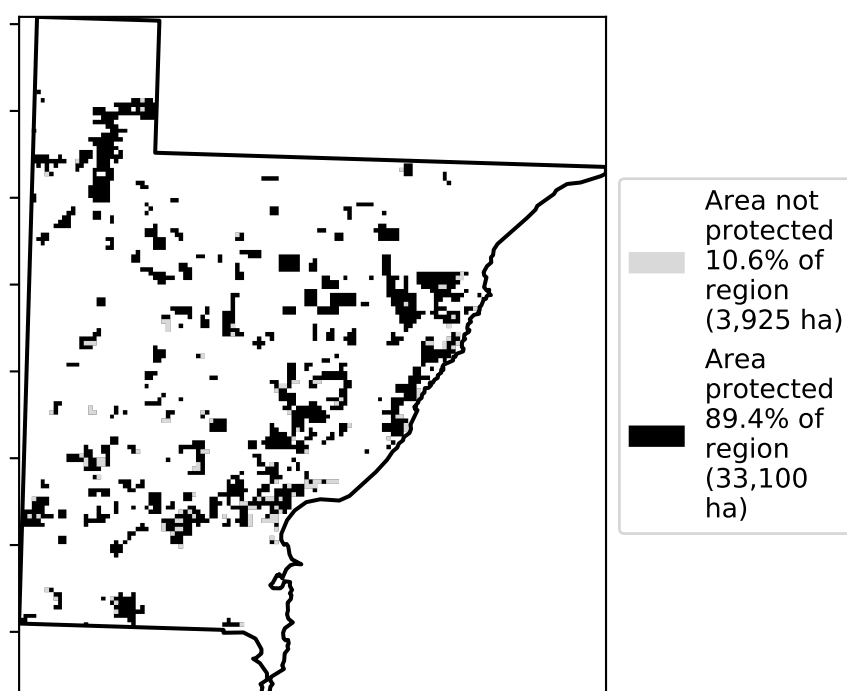 Area not
protected
10.6% of
region
(3,925 ha)
Area
protected
89.4% of
region
(33,100
ha)